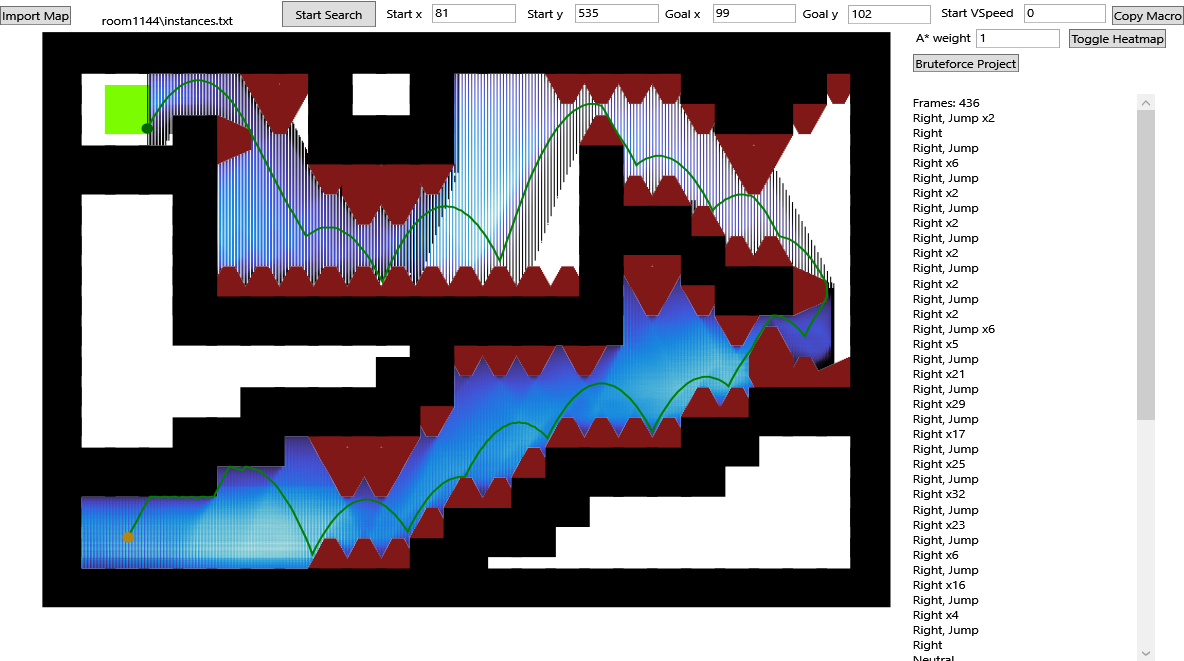 Import Map
room1144\instances.txt
Start Search
Start x 81
Start y 535
Goal x 99
Goal y 102
Start VSpeed 0
Copy Macro
A* weight 1
Toggle Heatmap
Bruteforce Project
Frames: 436
Right, Jump x2
Right
Right, Jump
Right x6
Right, Jump
Right x2
Right, Jump
Right x2
Right, Jump
Right x2
Right, Jump
Right x2
Right, Jump
Right x2
Right, Jump x6
Right x5
Right, Jump
Right x21
Right, Jump
Right x29
Right, Jump
Right x17
Right, Jump
Right x25
Right, Jump
Right x32
Right, Jump
Right x23
Right, Jump
Right x6
Right, Jump
Right x16
Right, Jump
Right x4
Right, Jump
Right
Neutral